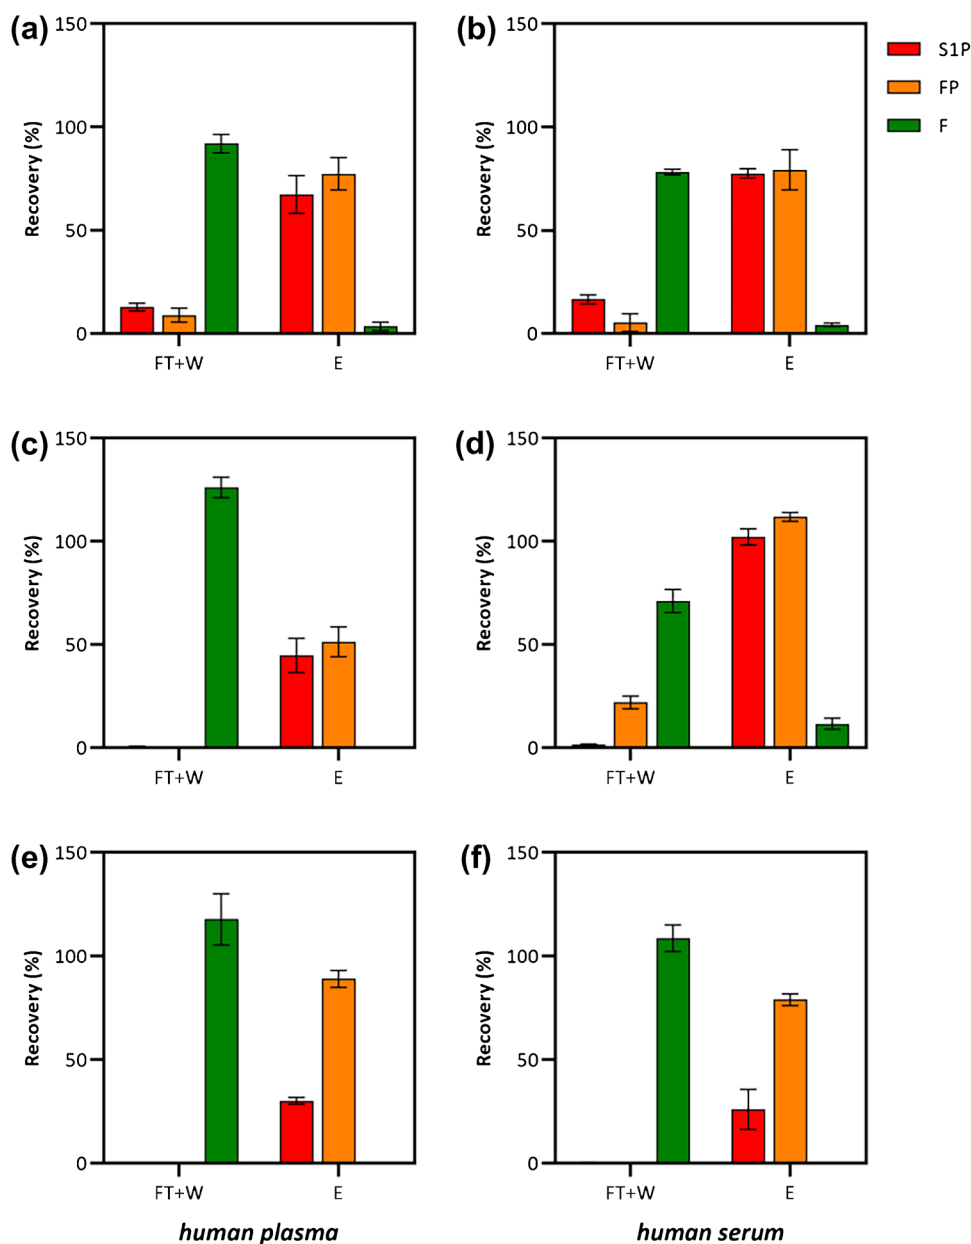 (a)
150
100
50
0
Recovery (%)
FT+W E
(b)
150
100
50
0
Recovery (%)
FT+W E
S1P
FP
F
(c)
150
100
50
0
Recovery (%)
FT+W E
(d)
150
100
50
0
Recovery (%)
FT+W E
(e)
150
100
50
0
Recovery (%)
FT+W E
human plasma
(f)
150
100
50
0
Recovery (%)
FT+W E
human serum